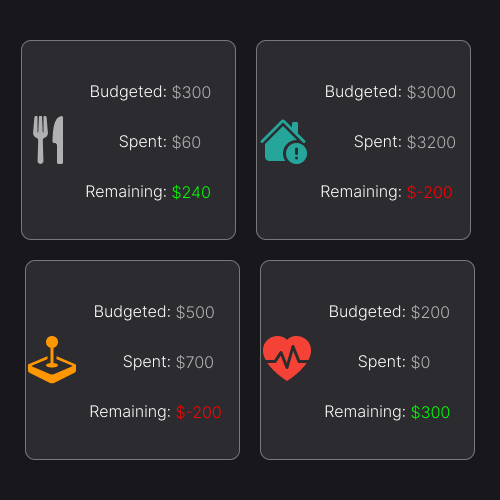 Budgeted: $300
Spent: $60
Remaining: $240
Budgeted: $3000
Spent: $3200
Remaining: $-200
Budgeted: $500
Spent: $700
Remaining: $-200
Budgeted: $200
Spent: $0
Remaining: $300